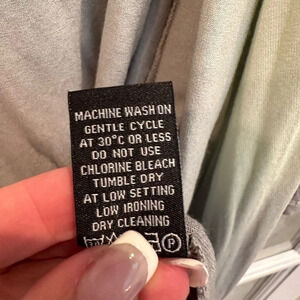 MACHINE WASH ON
GENTLE CYCLE
AT 30°C OR LESS
DO NOT USE
CHLORINE BLEACH
TUMBLE DRY
AT LOW SETTING
LOW IRONING
DRY CLEANING
P